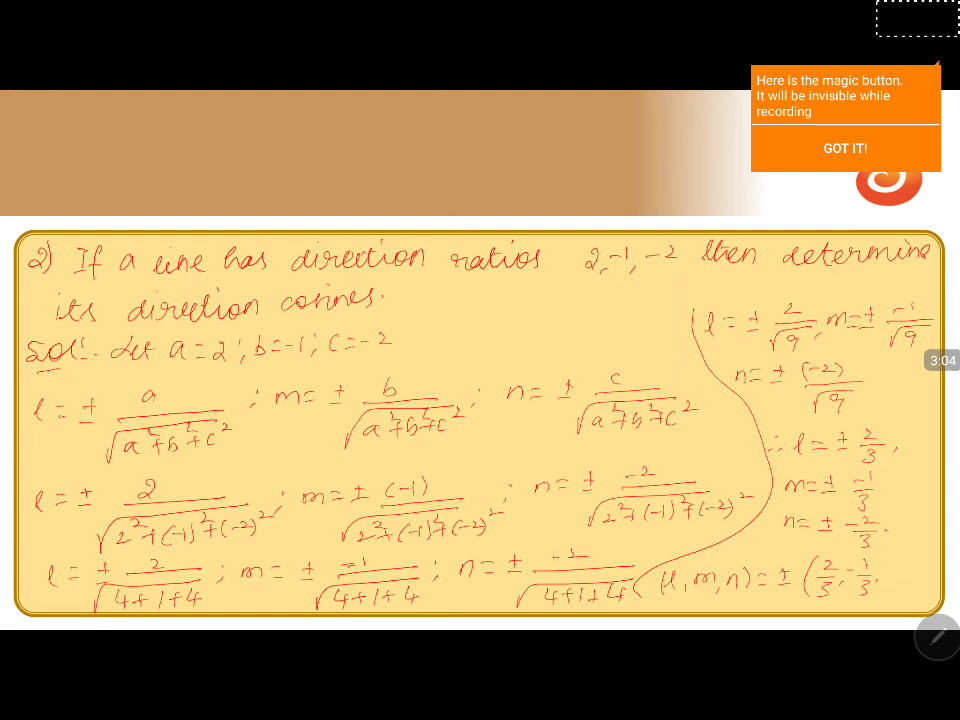 Here is the magic button.
It will be invisible while
recording
GOT IT!
2) If a line has direction ratios 2,-1,-2 then determine
its direction cosines.
Sol:. Let a=2; b=-1; c=-2
l = ± a/√(a²+b²+c²) ; m= ± b/√(a²+b²+c²) ; n= ± c/√(a²+b²+c²)
l = ± 2/√(2²+(-1)²+(-2)²) ; m= ± (-1)/√(2²+(-1)²+(-2)²) ; n= ± -2/√(2²+(-1)²+(-2)²)
l = ± 2/√(4+1+4) ; m= ± -1/√(4+1+4) ; n= ± /√(4+1+4)
l = ± 2/√9, m= ± -1/√9
n= ± (-2)/√9
∴ l = ± 2/3,
m= ± -1/3
n= ± -2/3.
(l, m, n) = ± (2/3, -1/3,
3:04